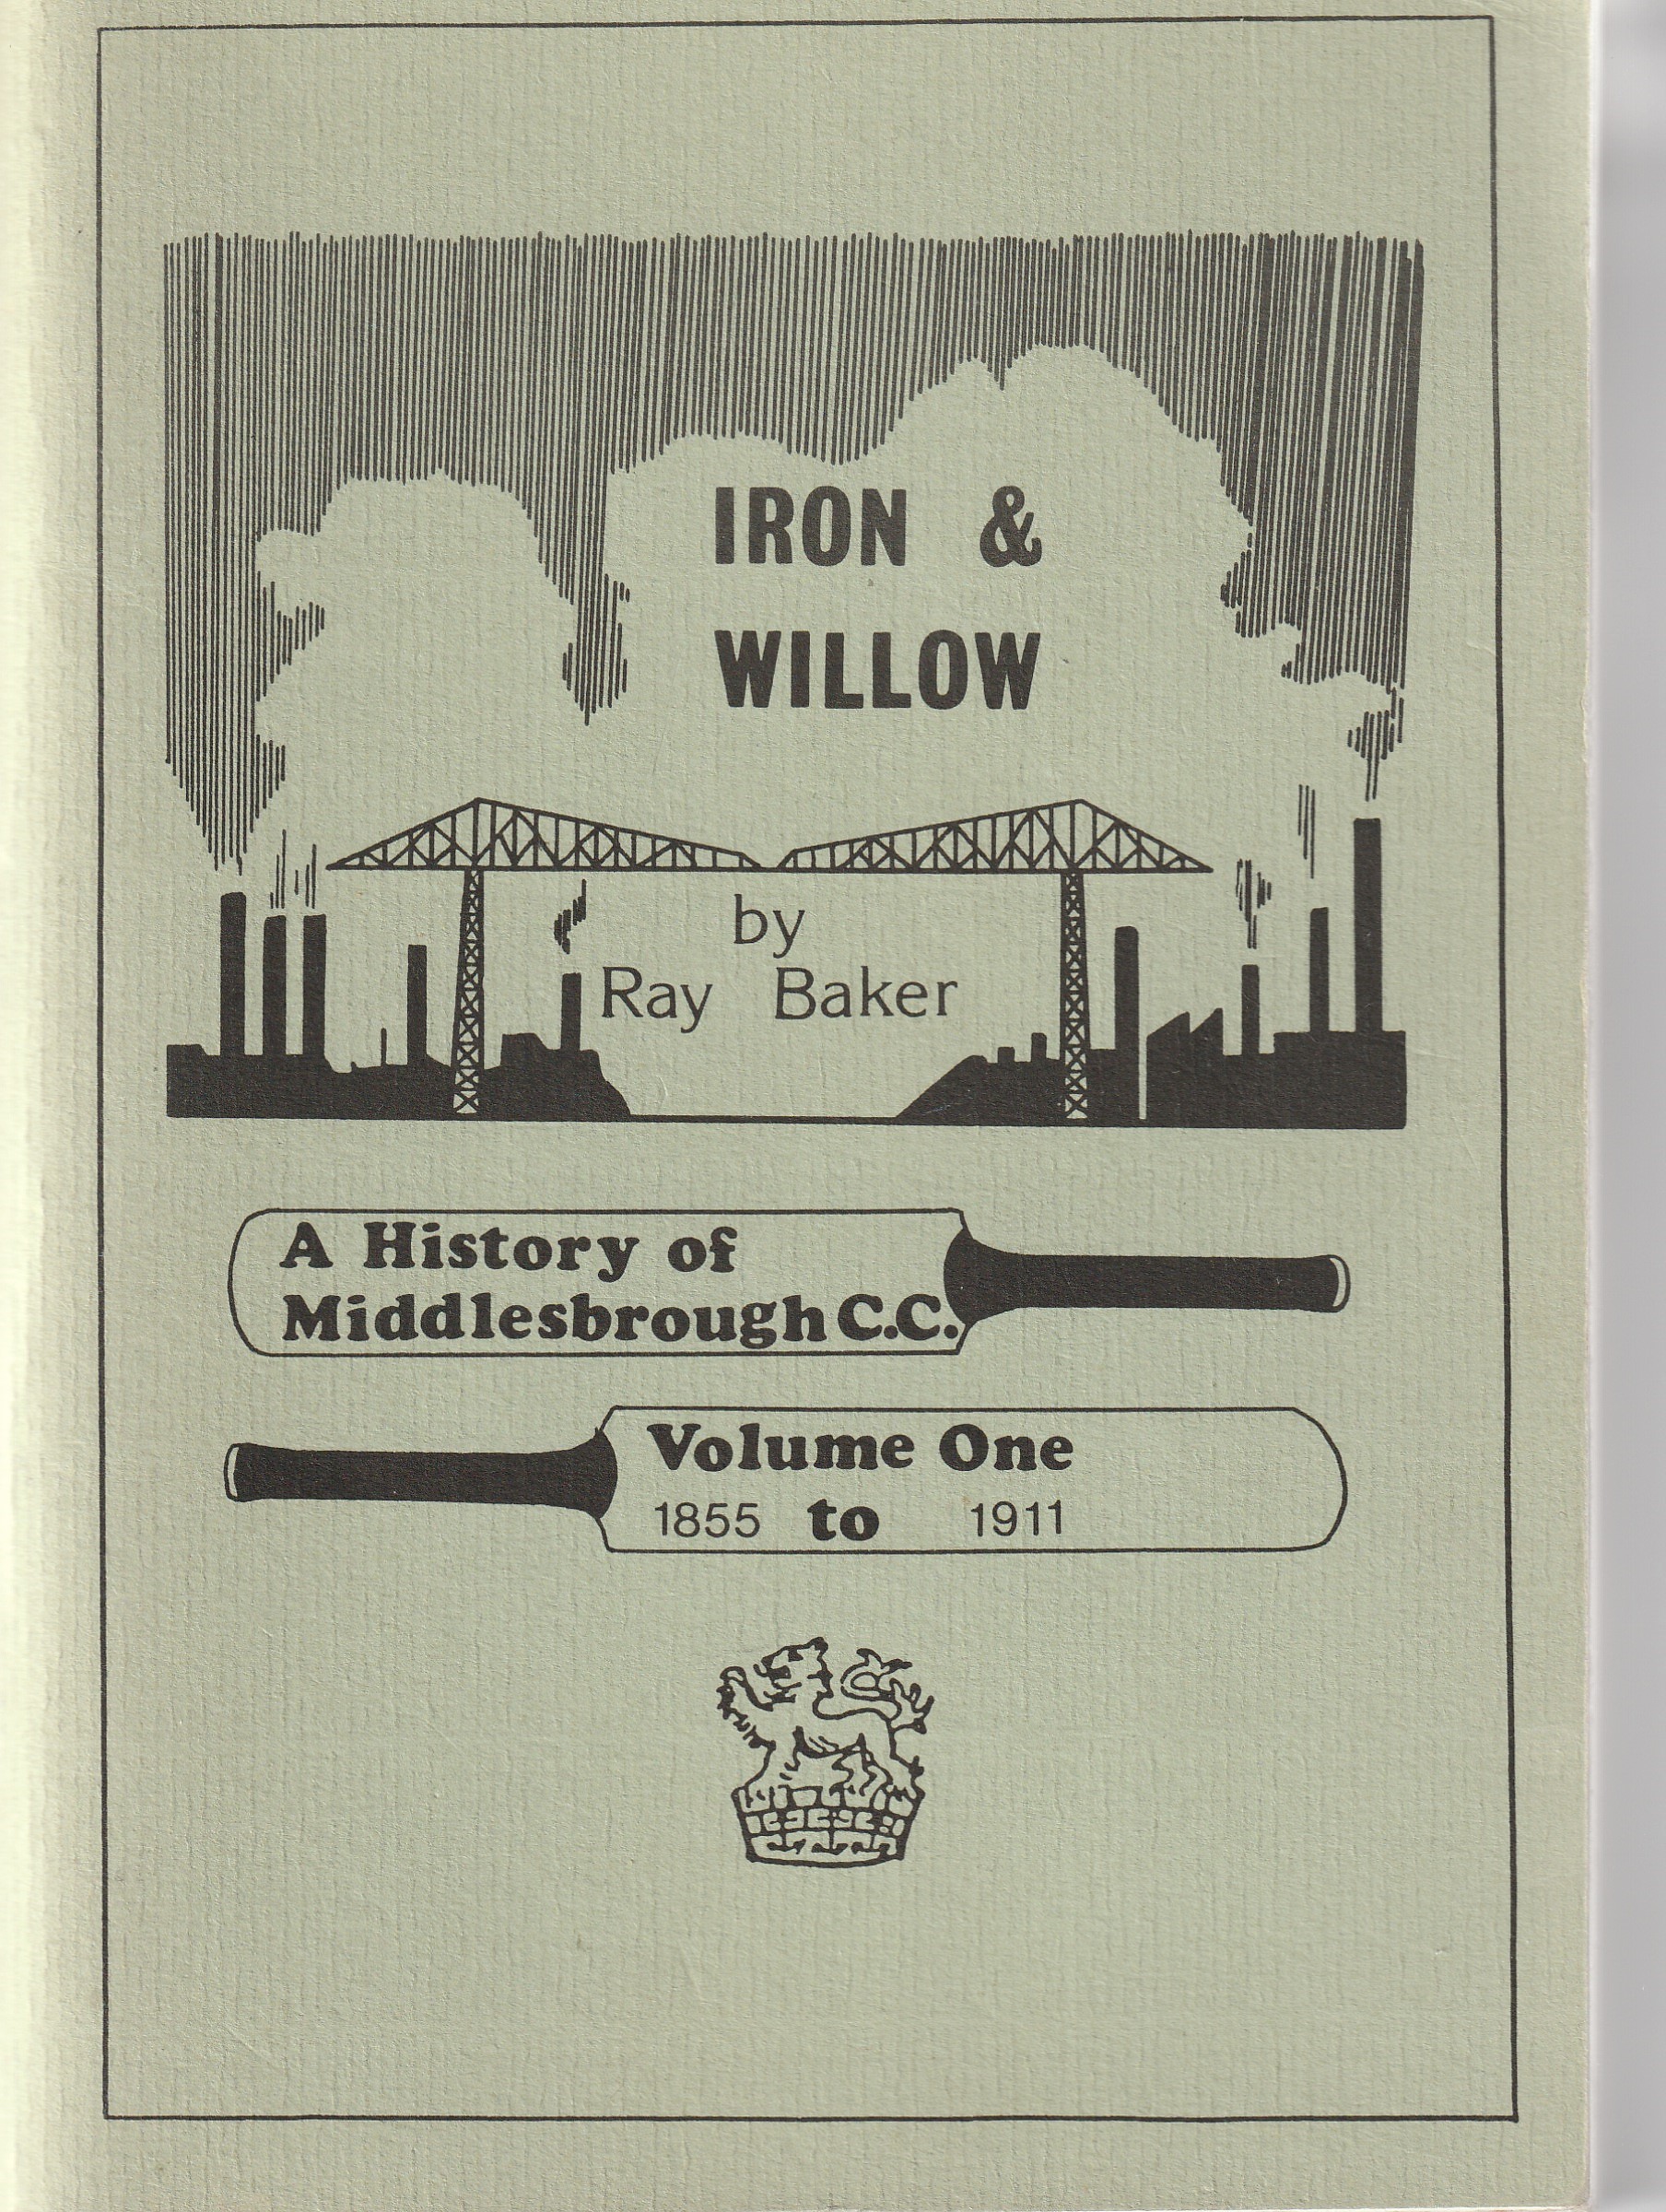 IRON &
WILLOW
by
Ray Baker
A History of
Middlesbrough C.C.
Volume One
1855 to 1911